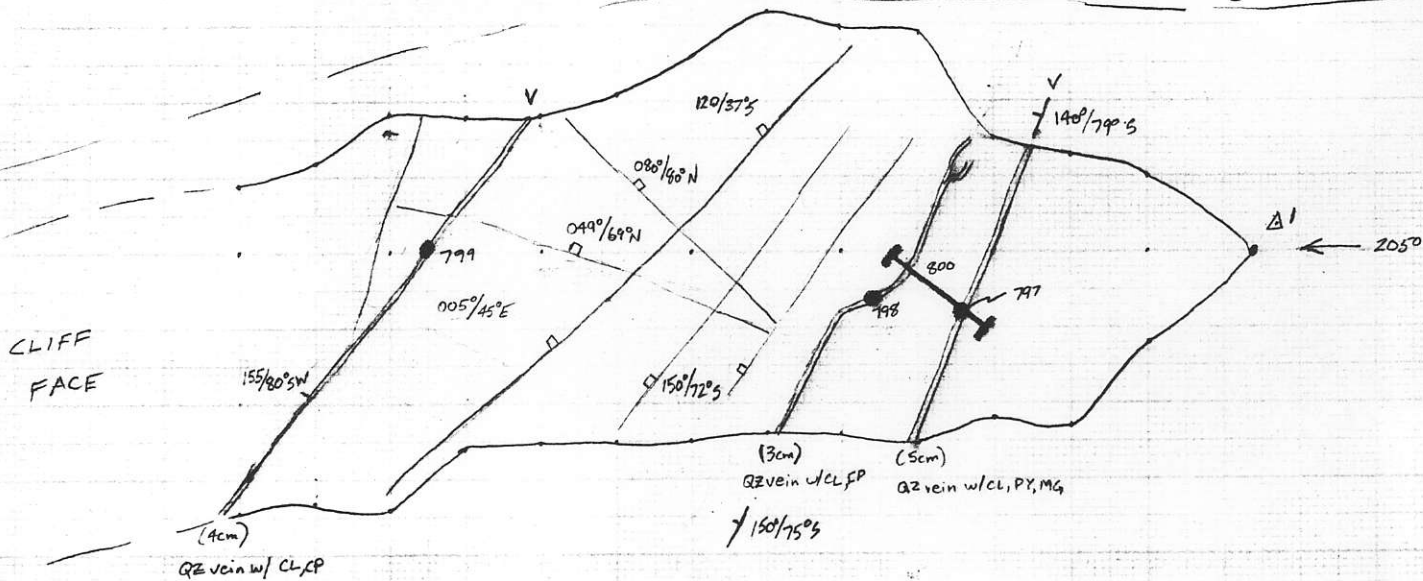 V
120/37°S
V
140°/79°S
080°/80°N
Δ1
049°/69°N
2050
799
800
797
005°/45°E
798
CLIFF
FACE
155/80°SW
150°/72°S
(3cm)
(5cm)
QZ vein w/CL,CP
QZ vein w/CL, PY, MG
150°/75°S
(4cm)
QZ vein w/ CL,CP